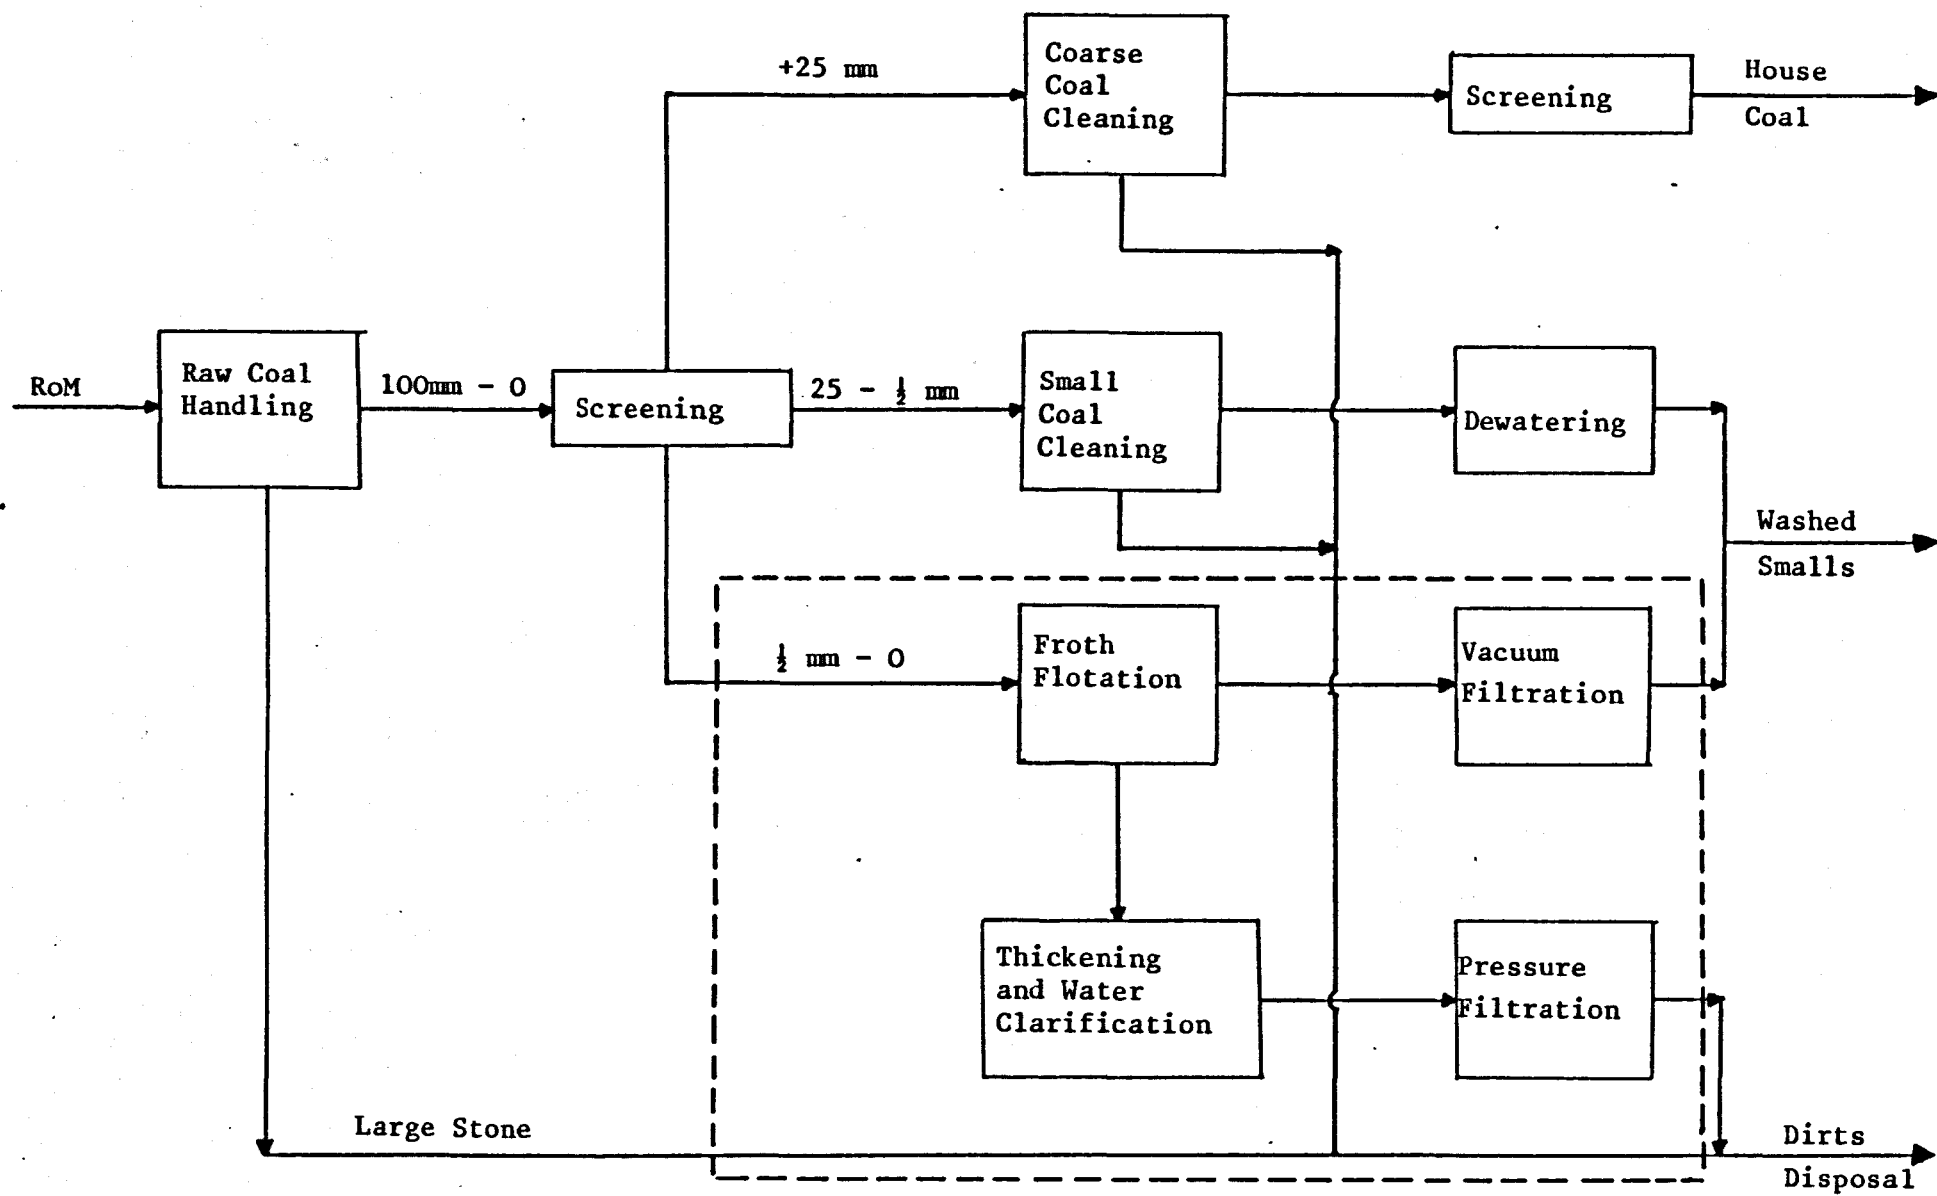 +25 mm
Coarse
Coal
Cleaning
Screening
House
Coal
RoM
Raw Coal
Handling
100mm - 0
Screening
25 - ½ mm
Small
Coal
Cleaning
Dewatering
Washed
Smalls
½ mm - 0
Froth
Flotation
Vacuum
Filtration
Thickening
and Water
Clarification
Pressure
Filtration
Large Stone
Dirts
Disposal